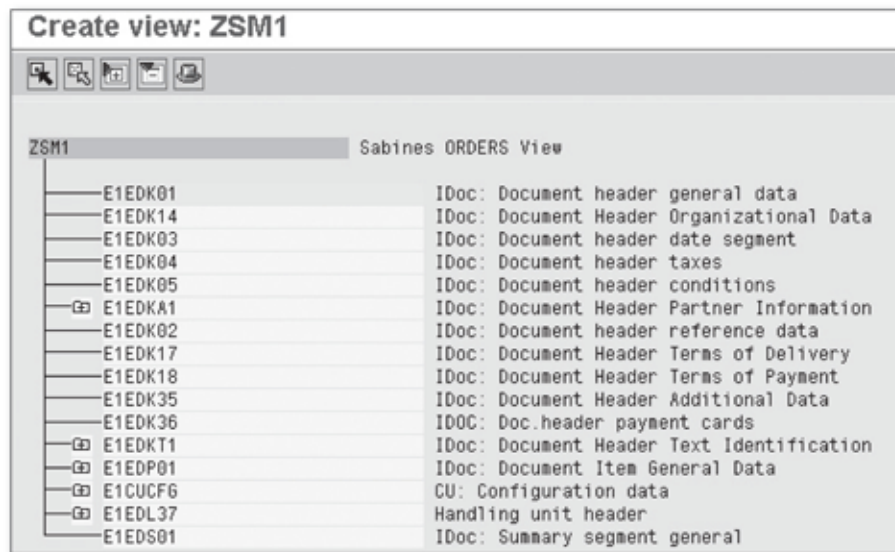 Create view: ZSM1
ZSM1 Sabines ORDERS View
E1EDK01 IDoc: Document header general data
E1EDK14 IDoc: Document Header Organizational Data
E1EDK03 IDoc: Document header date segment
E1EDK04 IDoc: Document header taxes
E1EDK05 IDoc: Document header conditions
E1EDKA1 IDoc: Document Header Partner Information
E1EDK02 IDoc: Document header reference data
E1EDK17 IDoc: Document Header Terms of Delivery
E1EDK18 IDoc: Document Header Terms of Payment
E1EDK35 IDoc: Document Header Additional Data
E1EDK36 IDOC: Doc.header payment cards
E1EDKT1 IDoc: Document Header Text Identification
E1EDP01 IDoc: Document Item General Data
E1CUCFG CU: Configuration data
E1EDL37 Handling unit header
E1EDS01 IDoc: Summary segment general